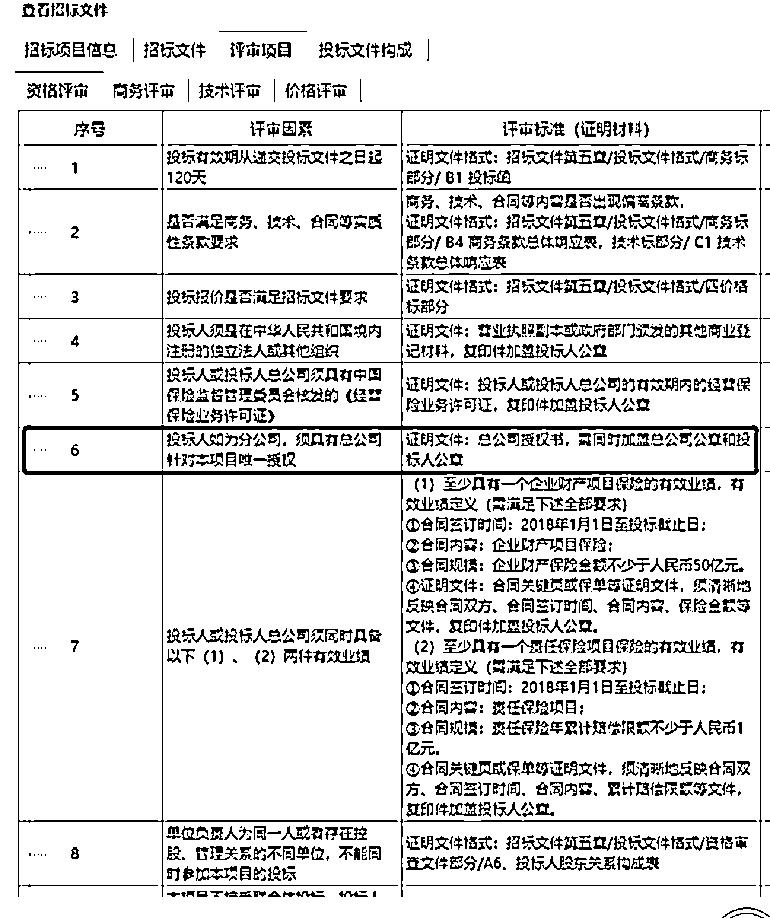 查看招标文件
招标项目信息 招标文件 评审项目 投标文件构成
资格评审 商务评审 技术评审 价格评审
序号 评审因素 评审标准（证明材料）
1
投标有效期从递交投标文件之日起
120天
证明文件格式：招标文件第五章/投标文件格式/商务标
部分/ B1 投标函
2
是否满足商务、技术、合同等实质
性条款要求
商务、技术、合同等内容是否出现偏离条款，
证明文件格式：招标文件第五章/投标文件格式/商务标
部分/ B4 商务条款总体响应表，技术标部分/ C1 技术
条款总体响应表
3
投标报价是否满足招标文件要求
证明文件格式：招标文件第五章/投标文件格式/四价格
标部分
4
投标人须是在中华人民共和国境内
注册的独立法人或其他组织
证明文件：营业执照副本或政府部门颁发的其他商业登
记材料，复印件加盖投标人公章
5
投标人或投标人总公司须具有中国
保险监督管理委员会核发的《经营
保险业务许可证》
证明文件：投标人或投标人总公司的有效期内的经营保
险业务许可证，复印件加盖投标人公章
6
投标人如为分公司，须具有总公司
针对本项目唯一授权
证明文件：总公司授权书，需同时加盖总公司公章和投
标人公章
7
投标人或投标人总公司须同时具备
以下（1）、（2）两件有效业绩
（1）至少具有一个企业财产项目保险的有效业绩，有
效业绩定义（需满足下述全部要求）
①合同签订时间：2018年1月1日至投标截止日；
②合同内容：企业财产项目保险；
③合同规模：企业财产保险金额不少于人民币50亿元。
④证明文件：合同关键页或保单等证明文件，须清晰地
反映合同双方、合同签订时间、合同内容、保险金额等
文件，复印件加盖投标人公章。
（2）至少具有一个责任保险项目保险的有效业绩，有
效业绩定义（需满足下述全部要求）
①合同签订时间：2018年1月1日至投标截止日；
②合同内容：责任保险项目；
③合同规模：责任保险年累计赔偿限额不少于人民币1
亿元。
④合同关键页或保单等证明文件，须清晰地反映合同双
方、合同签订时间、合同内容、累计赔偿限额等文件，
复印件加盖投标人公章。
8
单位负责人为同一人或者存在控
股、管理关系的不同单位，不能同
时参加本项目的投标
证明文件格式：招标文件第五章/投标文件格式/资格审
查文件部分/A6、投标人股东关系构成表